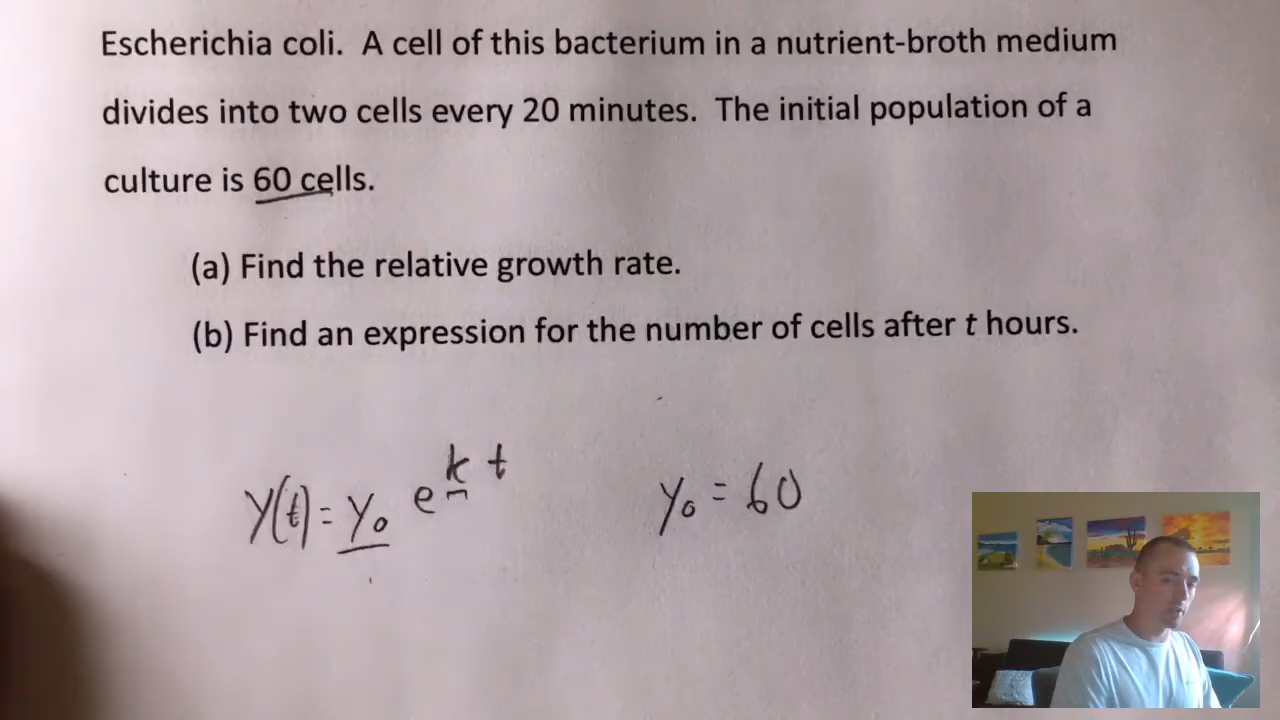 Escherichia coli.  A cell of this bacterium in a nutrient-broth medium
divides into two cells every 20 minutes.  The initial population of a
culture is 60 cells.
(a) Find the relative growth rate.
(b) Find an expression for the number of cells after t hours.
y(t) = y₀ e^{k t}
y₀ = 60